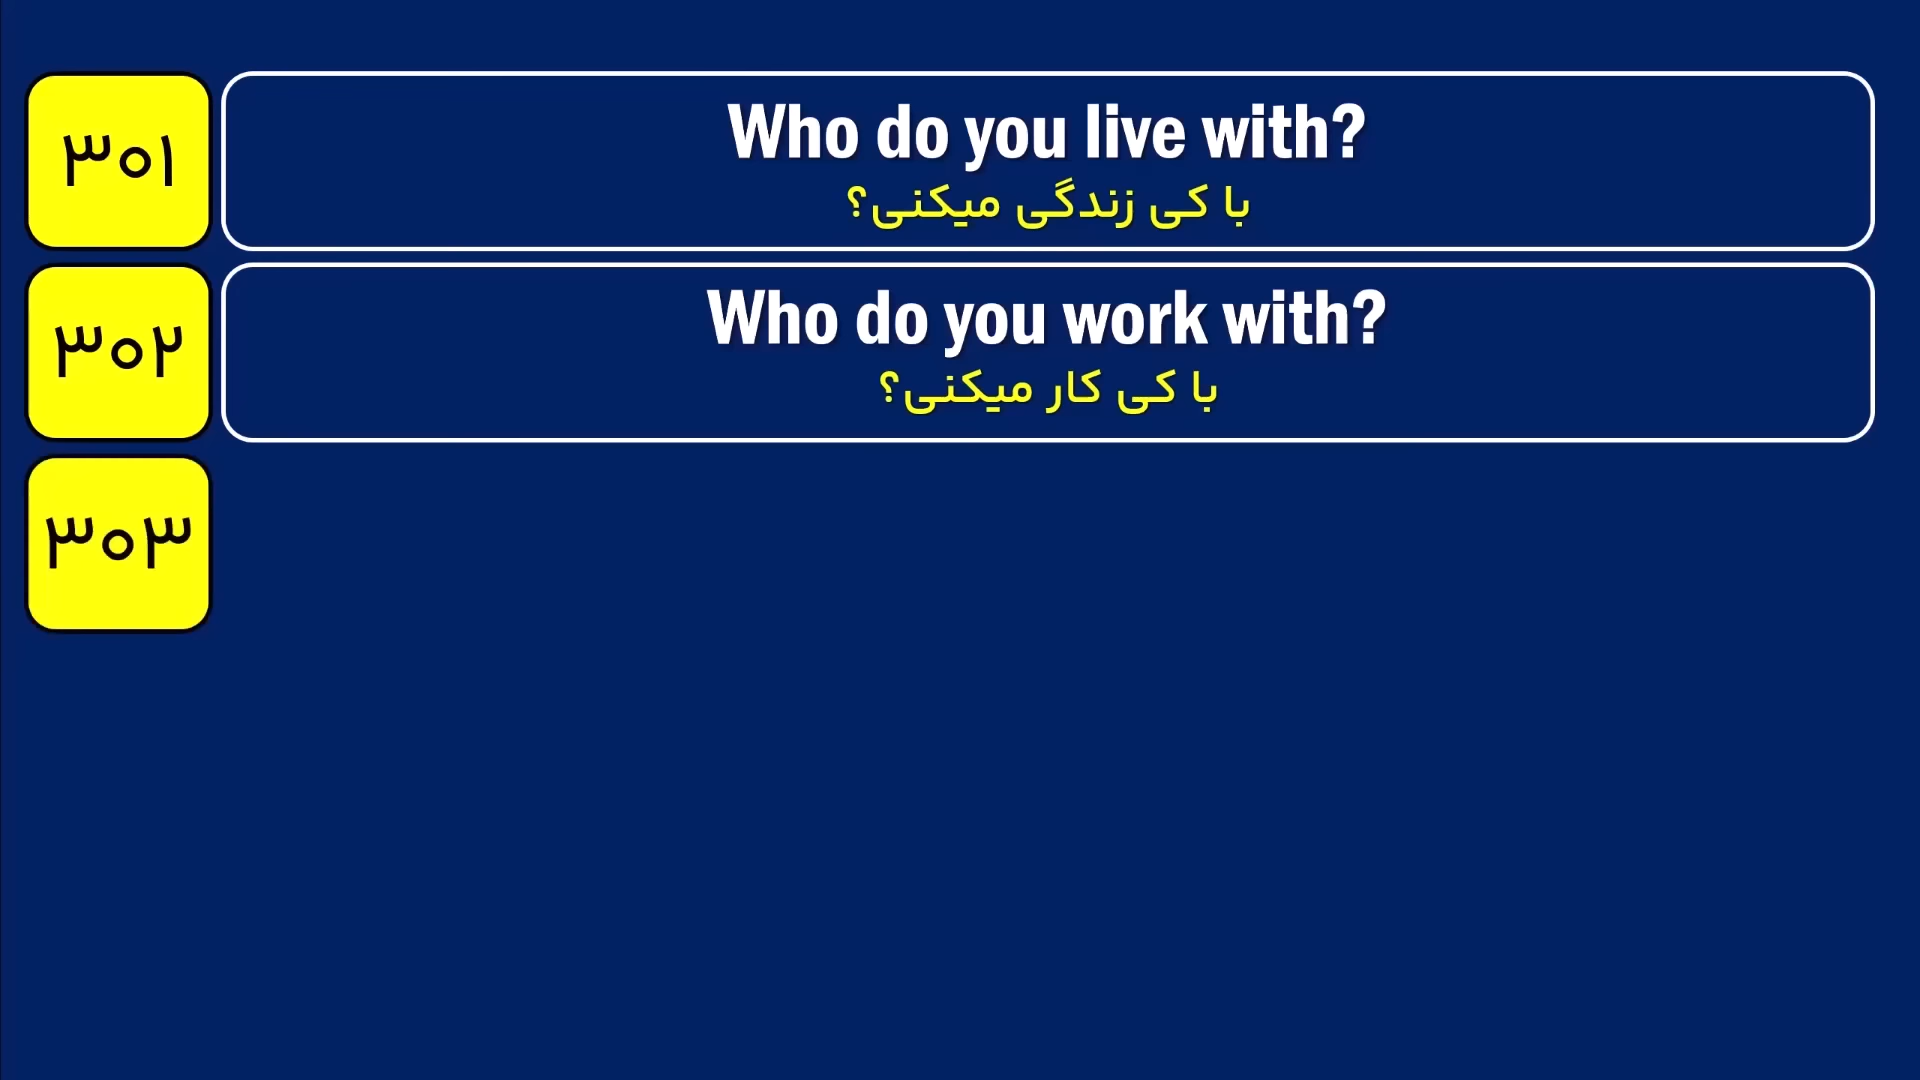 ۳۰۱
Who do you live with?
با کی زندگی میکنی؟
۳۰۲
Who do you work with?
با کی کار میکنی؟
۳۰۳